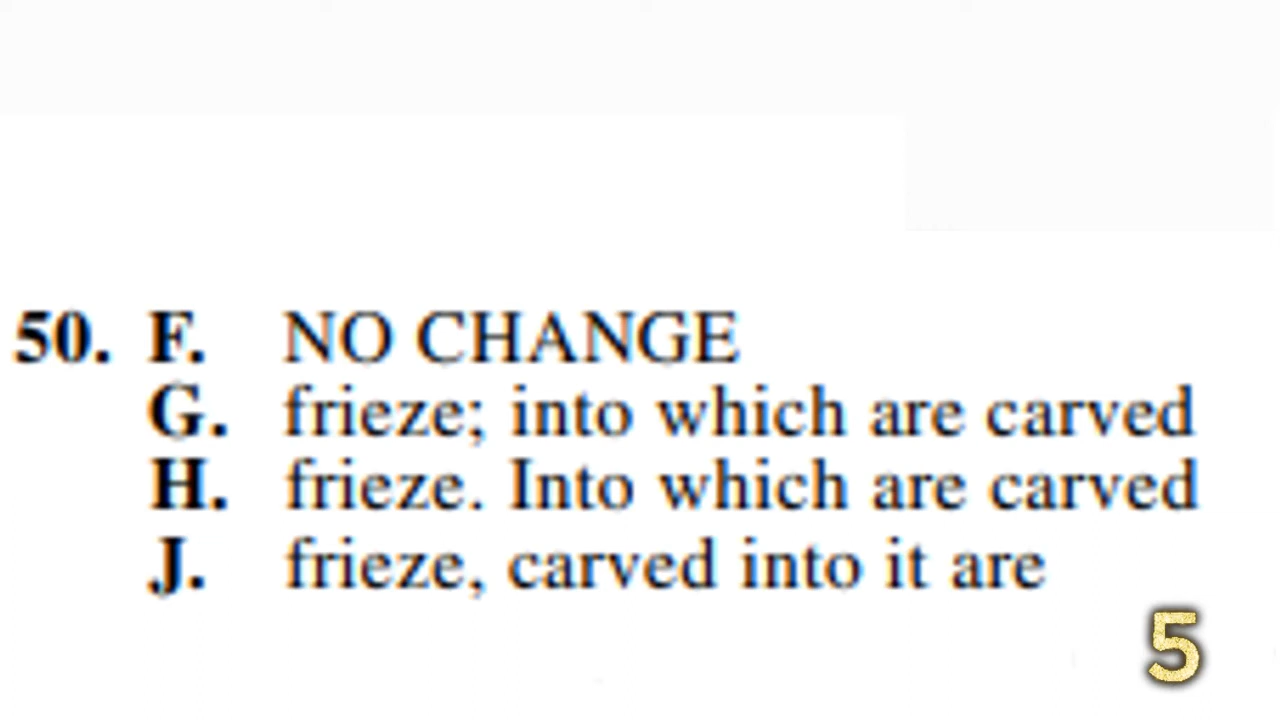 50. F. NO CHANGE
G. frieze; into which are carved
H. frieze. Into which are carved
J. frieze, carved into it are
5